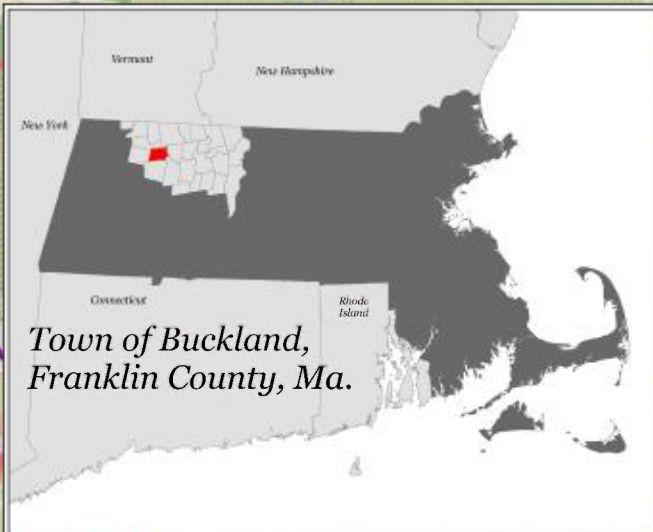 Vermont
New Hampshire
New York
Connecticut
Rhode
Island
Town of Buckland,
Franklin County, Ma.